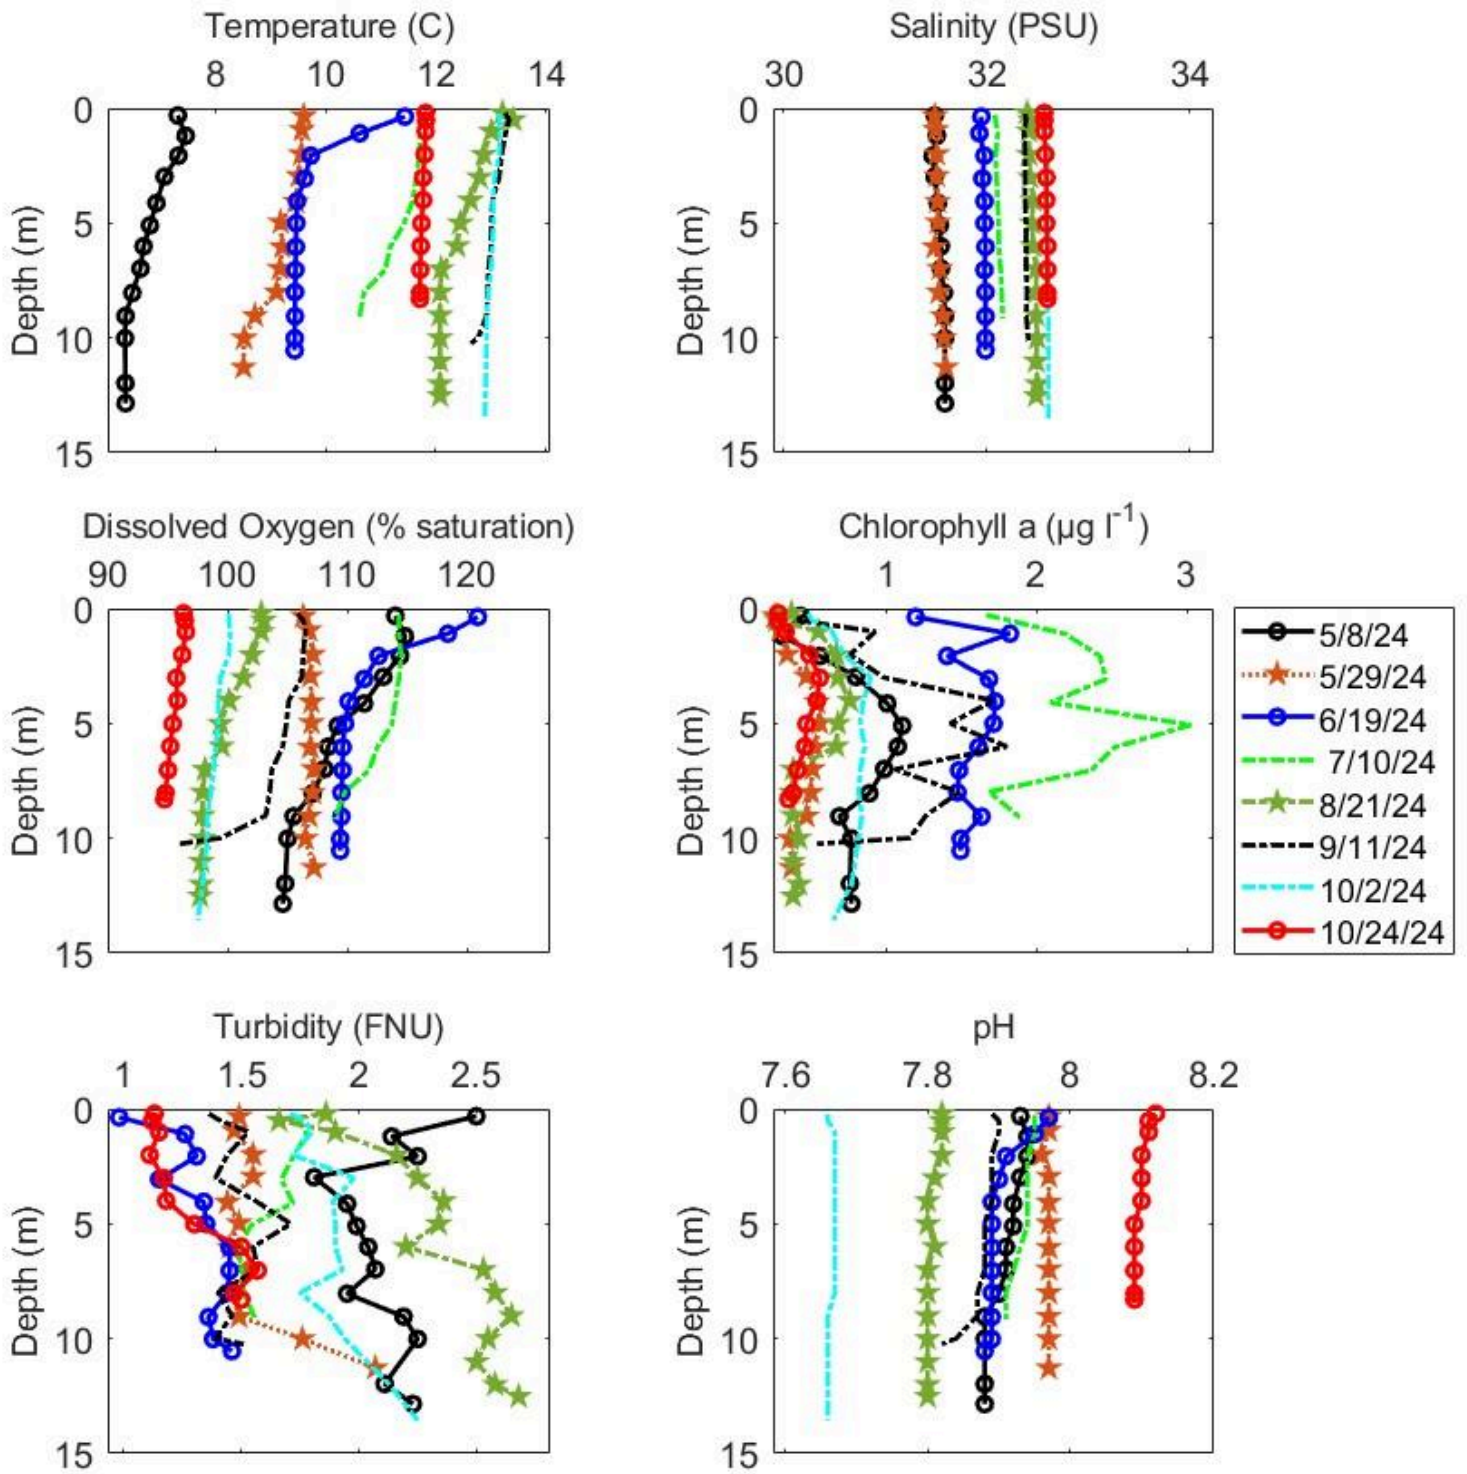 Temperature (C)
8 10 12 14
0
5
10
15
Depth (m)
Salinity (PSU)
30 32 34
0
5
10
15
Depth (m)
Dissolved Oxygen (% saturation)
90 100 110 120
0
5
10
15
Depth (m)
Chlorophyll a (µg l-1)
1 2 3
0
5
10
15
Depth (m)
5/8/24
5/29/24
6/19/24
7/10/24
8/21/24
9/11/24
10/2/24
10/24/24
Turbidity (FNU)
1 1.5 2 2.5
0
5
10
15
Depth (m)
pH
7.6 7.8 8 8.2
0
5
10
15
Depth (m)